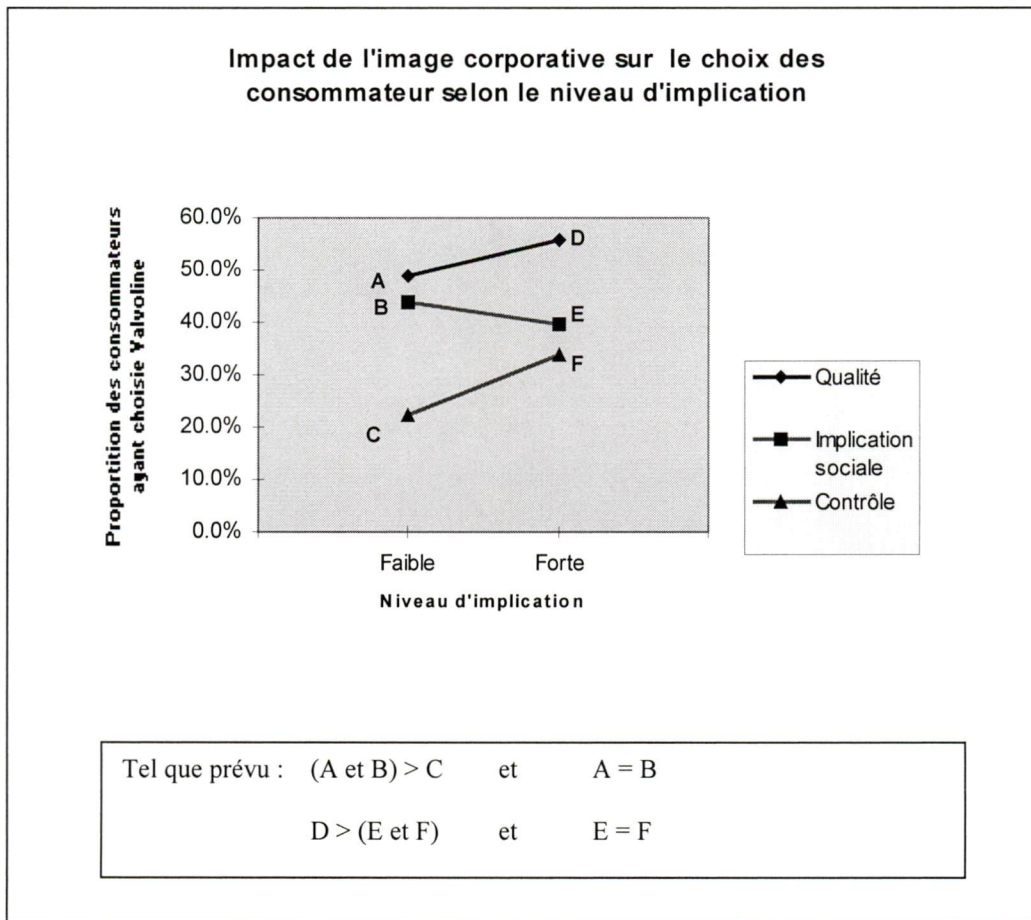 Impact de l'image corporative sur le choix des
consommateur selon le niveau d'implication
Proportition des consommateurs
ayant choisie Valvoline
60.0%
50.0%
40.0%
30.0%
20.0%
10.0%
0.0%
A
B
C
D
E
F
Faible Forte
Niveau d'implication
Qualité
Implication
sociale
Contrôle
Tel que prévu : (A et B) > C et A = B
D > (E et F) et E = F